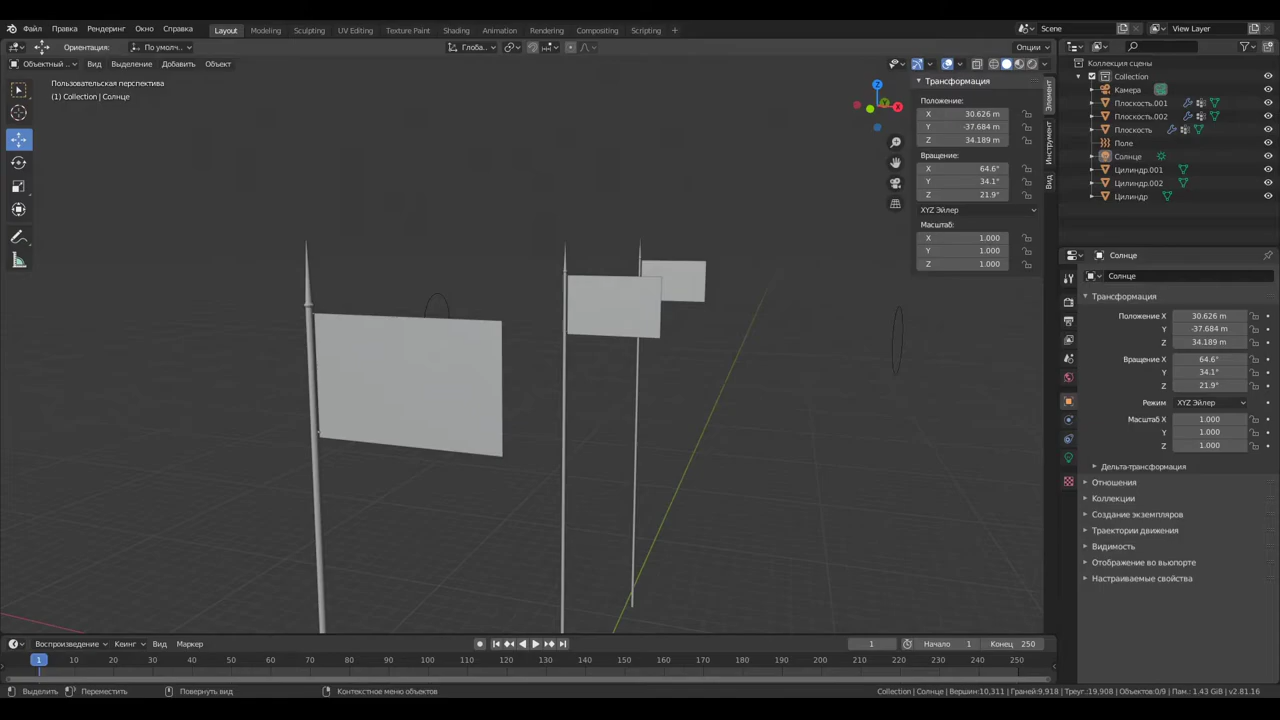 Файл Правка Рендеринг Окно Справка Layout Modeling Sculpting UV Editing Texture Paint Shading Animation Rendering Compositing Scripting + Scene View Layer
Ориентация: По умолч.. Глоба.. Опции
Объектный .. Вид Выделение Добавить Объект
Пользовательская перспектива
(1) Collection | Солнце
Трансформация
Положение:
X 30.626 m
Y -37.684 m
Z 34.189 m
Вращение:
X 64.6°
Y 34.1°
Z 21.9°
XYZ Эйлер
Масштаб:
X 1.000
Y 1.000
Z 1.000
Элемент
Инструмент
Вид
Z
Y
X
Коллекция сцены
Collection
Камера
Плоскость.001
Плоскость.002
Плоскость
Поле
Солнце
Цилиндр.001
Цилиндр.002
Цилиндр
Солнце
Солнце
Трансформация
Положение X 30.626 m
Y -37.684 m
Z 34.189 m
Вращение X 64.6°
Y 34.1°
Z 21.9°
Режим XYZ Эйлер
Масштаб X 1.000
Y 1.000
Z 1.000
Дельта-трансформация
Отношения
Коллекции
Создание экземпляров
Траектории движения
Видимость
Отображение во вьюпорте
Настраиваемые свойства
Воспроизведение Кеинг Вид Маркер 1 Начало 1 Конец 250
1 10 20 30 40 50 60 70 80 90 100 110 120 130 140 150 160 170 180 190 200 210 220 230 240 250
Выделить Переместить Повернуть вид Контекстное меню объектов Collection | Солнце | Вершин:10,311 | Граней:9,918 | Треуг.:19,908 | Объектов:0/9 | Пам.: 1.43 GiB | v2.81.16